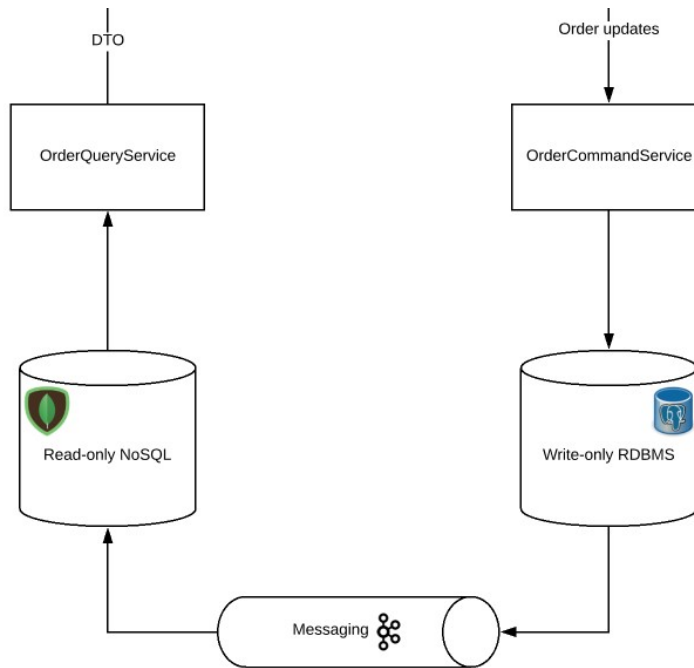 DTO
Order updates
OrderQueryService
OrderCommandService
Read-only NoSQL
Write-only RDBMS
Messaging